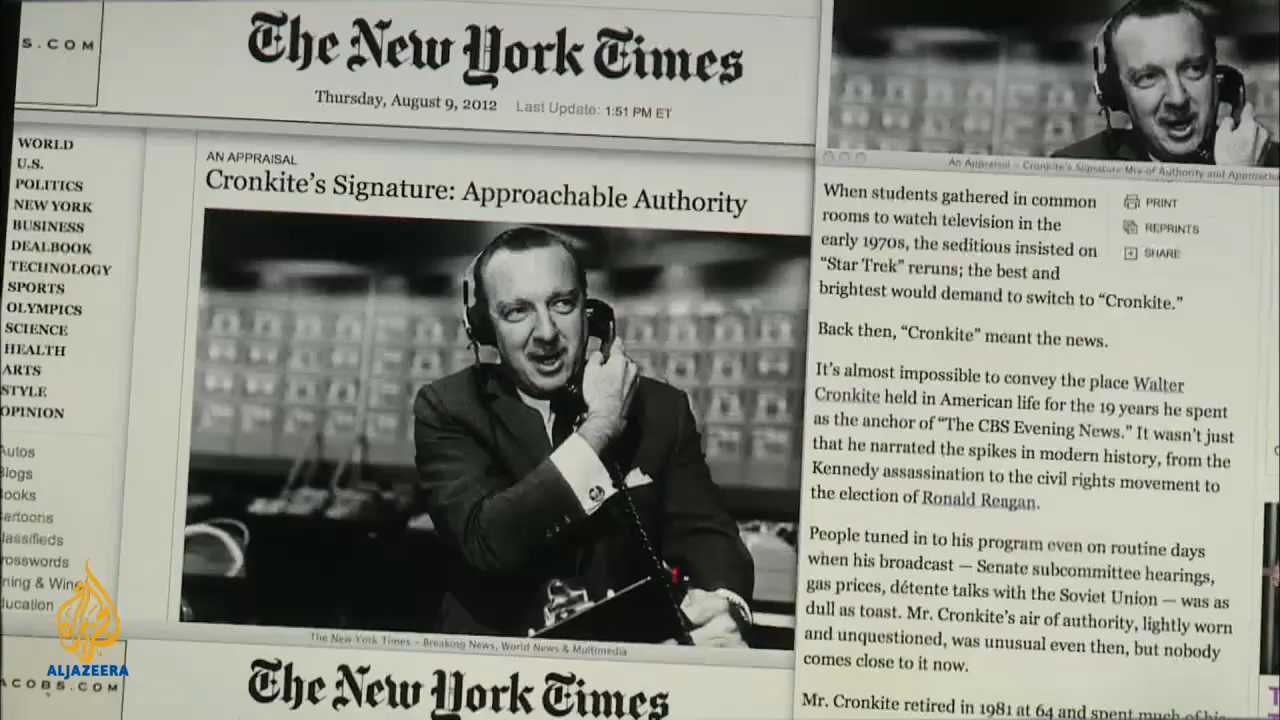 S.COM
The New York Times
Thursday, August 9, 2012 Last Update: 1:51 PM ET
WORLD
U.S.
POLITICS
NEW YORK
BUSINESS
DEALBOOK
TECHNOLOGY
SPORTS
OLYMPICS
SCIENCE
HEALTH
ARTS
STYLE
OPINION
Autos
logs
ooks
artoons
lassifieds
rosswords
ning & Wine
ducation
AN APPRAISAL
Cronkite's Signature: Approachable Authority
The New York Times – Breaking News, World News & Multimedia
The New York Times
An Appraisal – Cronkite's Signature Mix of Authority and Approacha
When students gathered in common
rooms to watch television in the
early 1970s, the seditious insisted on
“Star Trek” reruns; the best and
brightest would demand to switch to “Cronkite.”
PRINT
REPRINTS
SHARE
Back then, “Cronkite” meant the news.
It's almost impossible to convey the place Walter
Cronkite held in American life for the 19 years he spent
as the anchor of “The CBS Evening News.” It wasn't just
that he narrated the spikes in modern history, from the
Kennedy assassination to the civil rights movement to
the election of Ronald Reagan.
People tuned in to his program even on routine days
when his broadcast — Senate subcommittee hearings,
gas prices, détente talks with the Soviet Union — was as
dull as toast. Mr. Cronkite's air of authority, lightly worn
and unquestioned, was unusual even then, but nobody
comes close to it now.
Mr. Cronkite retired in 1981 at 64 and spent much of his
ALJAZEERA
ACOBS.COM